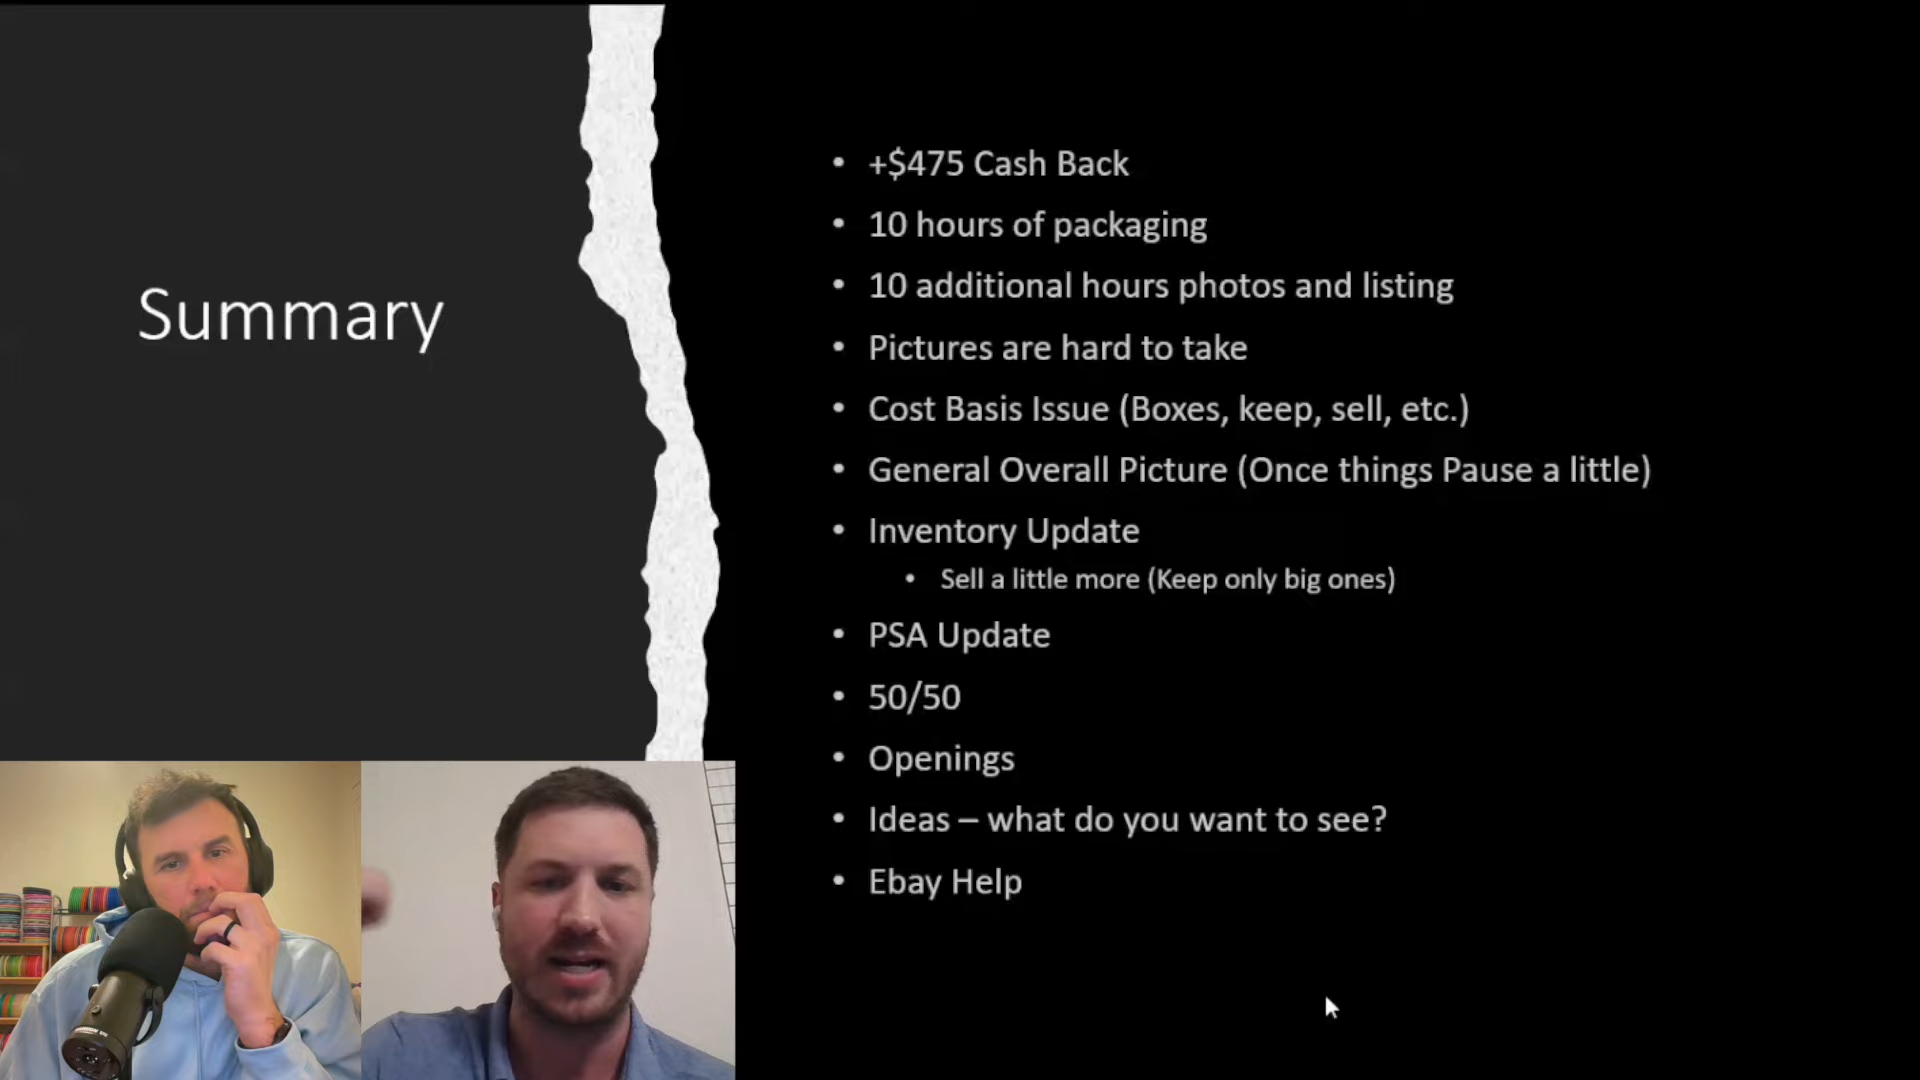 Summary
+$475 Cash Back
10 hours of packaging
10 additional hours photos and listing
Pictures are hard to take
Cost Basis Issue (Boxes, keep, sell, etc.)
General Overall Picture (Once things Pause a little)
Inventory Update
Sell a little more (Keep only big ones)
PSA Update
50/50
Openings
Ideas – what do you want to see?
Ebay Help